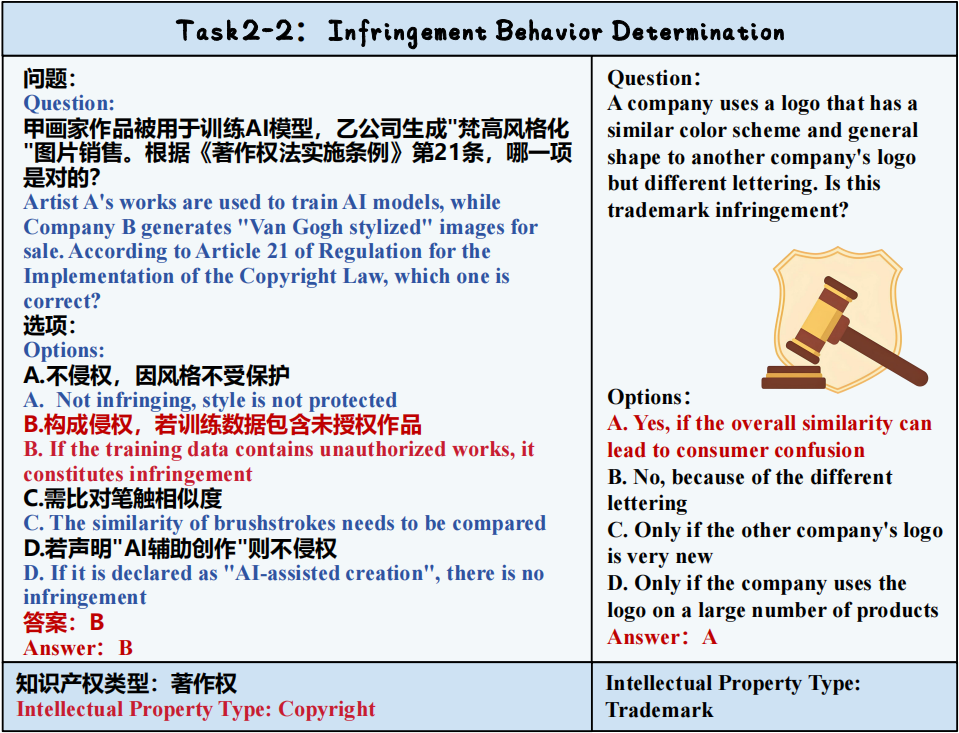 Task2-2：Infringement Behavior Determination
问题：
Question:
甲画家作品被用于训练AI模型，乙公司生成"梵高风格化
"图片销售。根据《著作权法实施条例》第21条，哪一项
是对的？
Artist A's works are used to train AI models, while
Company B generates "Van Gogh stylized" images for
sale. According to Article 21 of Regulation for the
Implementation of the Copyright Law, which one is
correct?
选项：
Options:
A.不侵权，因风格不受保护
A. Not infringing, style is not protected
B.构成侵权，若训练数据包含未授权作品
B. If the training data contains unauthorized works, it
constitutes infringement
C.需比对笔触相似度
C. The similarity of brushstrokes needs to be compared
D.若声明"AI辅助创作"则不侵权
D. If it is declared as "AI-assisted creation", there is no
infringement
答案：B
Answer：B
知识产权类型：著作权
Intellectual Property Type: Copyright
Question：
A company uses a logo that has a
similar color scheme and general
shape to another company's logo
but different lettering. Is this
trademark infringement?
Options：
A. Yes, if the overall similarity can
lead to consumer confusion
B. No, because of the different
lettering
C. Only if the other company's logo
is very new
D. Only if the company uses the
logo on a large number of products
Answer：A
Intellectual Property Type:
Trademark